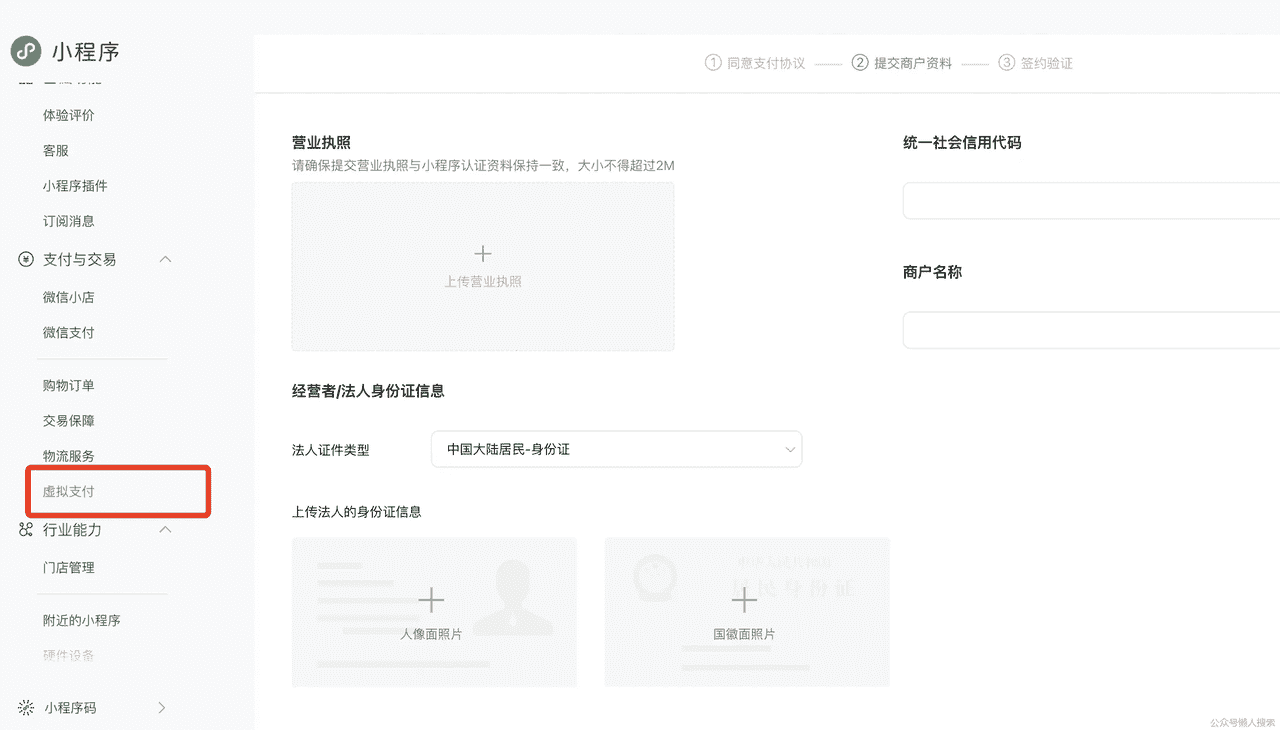 小程序
体验评价
客服
小程序插件
订阅消息
支付与交易
微信小店
微信支付
购物订单
交易保障
物流服务
虚拟支付
行业能力
门店管理
附近的小程序
硬件设备
小程序码
1 同意支付协议 2 提交商户资料 3 签约验证
营业执照
请确保提交营业执照与小程序认证资料保持一致，大小不得超过2M
上传营业执照
统一社会信用代码
商户名称
经营者/法人身份证信息
法人证件类型 中国大陆居民-身份证
上传法人的身份证信息
人像面照片
国徽面照片
公众号懒人搜索